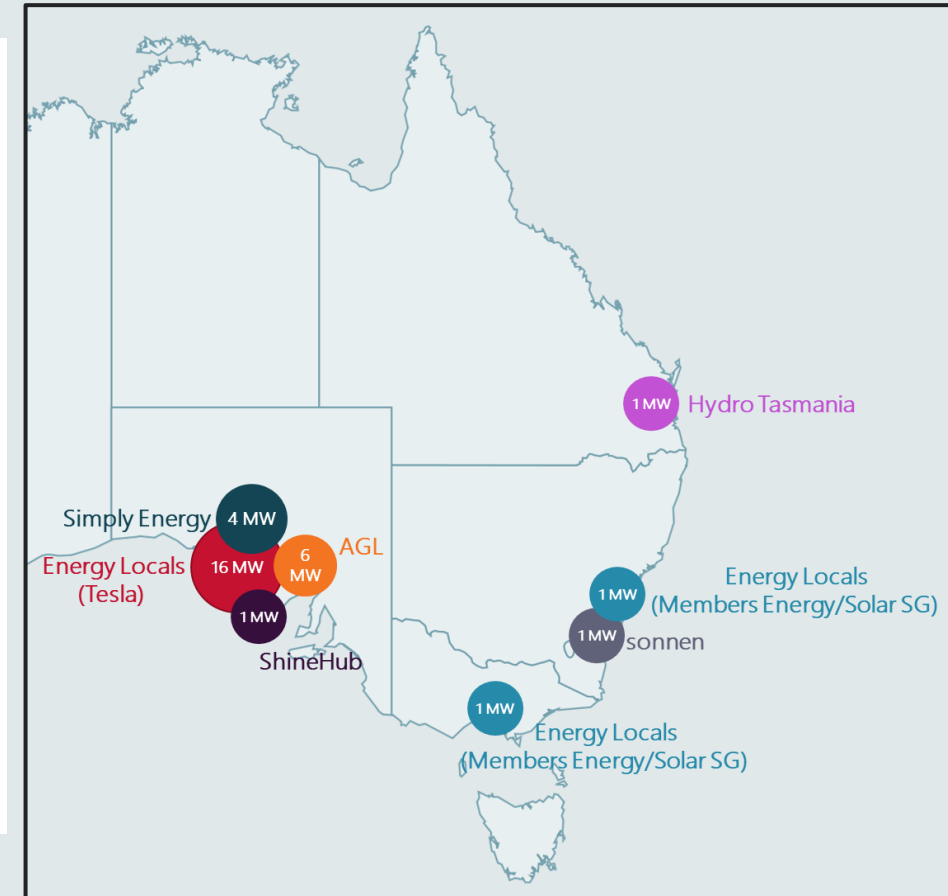 1 MW
Hydro Tasmania
Simply Energy
4 MW
Energy Locals
(Tesla)
16 MW
6
MW
AGL
1 MW
ShineHub
1 MW
Energy Locals
(Members Energy/Solar SG)
1 MW
sonnen
1 MW
Energy Locals
(Members Energy/Solar SG)